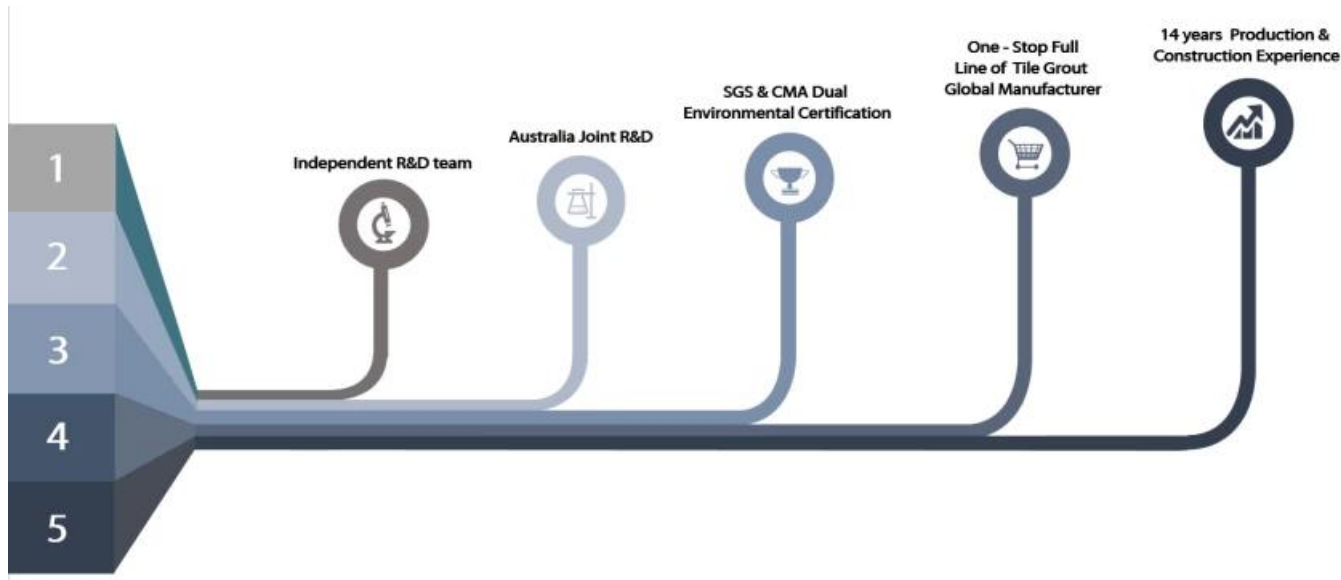 1
2
3
4
5
Independent R&D team
Australia Joint R&D
SGS & CMA Dual
Environmental Certification
One - Stop Full
Line of Tile Grout
Global Manufacturer
14 years Production &
Construction Experience